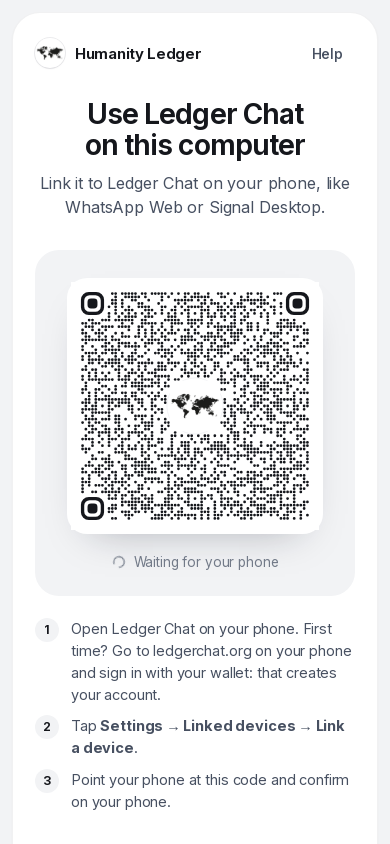 Humanity Ledger
Help
Use Ledger Chat
on this computer
Link it to Ledger Chat on your phone, like
WhatsApp Web or Signal Desktop.
Waiting for your phone
1 Open Ledger Chat on your phone. First
time? Go to ledgerchat.org on your phone
and sign in with your wallet: that creates
your account.
2 Tap Settings → Linked devices → Link
a device.
3 Point your phone at this code and confirm
on your phone.